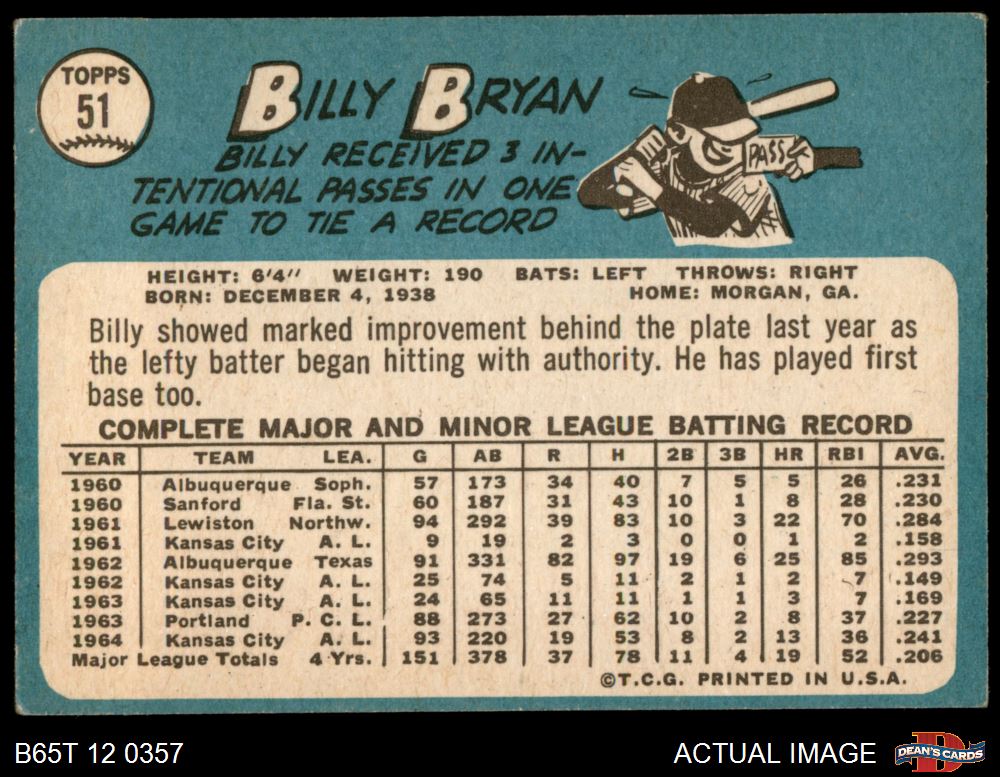 TOPPS
51
BILLY BRYAN
BILLY RECEIVED 3 IN-
TENTIONAL PASSES IN ONE
GAME TO TIE A RECORD
PASS
HEIGHT: 6'4" WEIGHT: 190 BATS: LEFT THROWS: RIGHT
BORN: DECEMBER 4, 1938 HOME: MORGAN, GA.
Billy showed marked improvement behind the plate last year as
the lefty batter began hitting with authority. He has played first
base too.
COMPLETE MAJOR AND MINOR LEAGUE BATTING RECORD
YEAR TEAM LEA. G AB R H 2B 3B HR RBI AVG.
1960 Albuquerque Soph. 57 173 34 40 7 5 5 26 .231
1960 Sanford Fla. St. 60 187 31 43 10 1 8 28 .230
1961 Lewiston Northw. 94 292 39 83 10 3 22 70 .284
1961 Kansas City A. L. 9 19 2 3 0 0 1 2 .158
1962 Albuquerque Texas 91 331 82 97 19 6 25 85 .293
1962 Kansas City A. L. 25 74 5 11 2 1 2 7 .149
1963 Kansas City A. L. 24 65 11 11 1 1 3 7 .169
1963 Portland P. C. L. 88 273 27 62 10 2 8 37 .227
1964 Kansas City A. L. 93 220 19 53 8 2 13 36 .241
Major League Totals 4 Yrs. 151 378 37 78 11 4 19 52 .206
©T.C.G. PRINTED IN U.S.A.
B65T 12 0357 ACTUAL IMAGE
D
DEAN'S CARDS